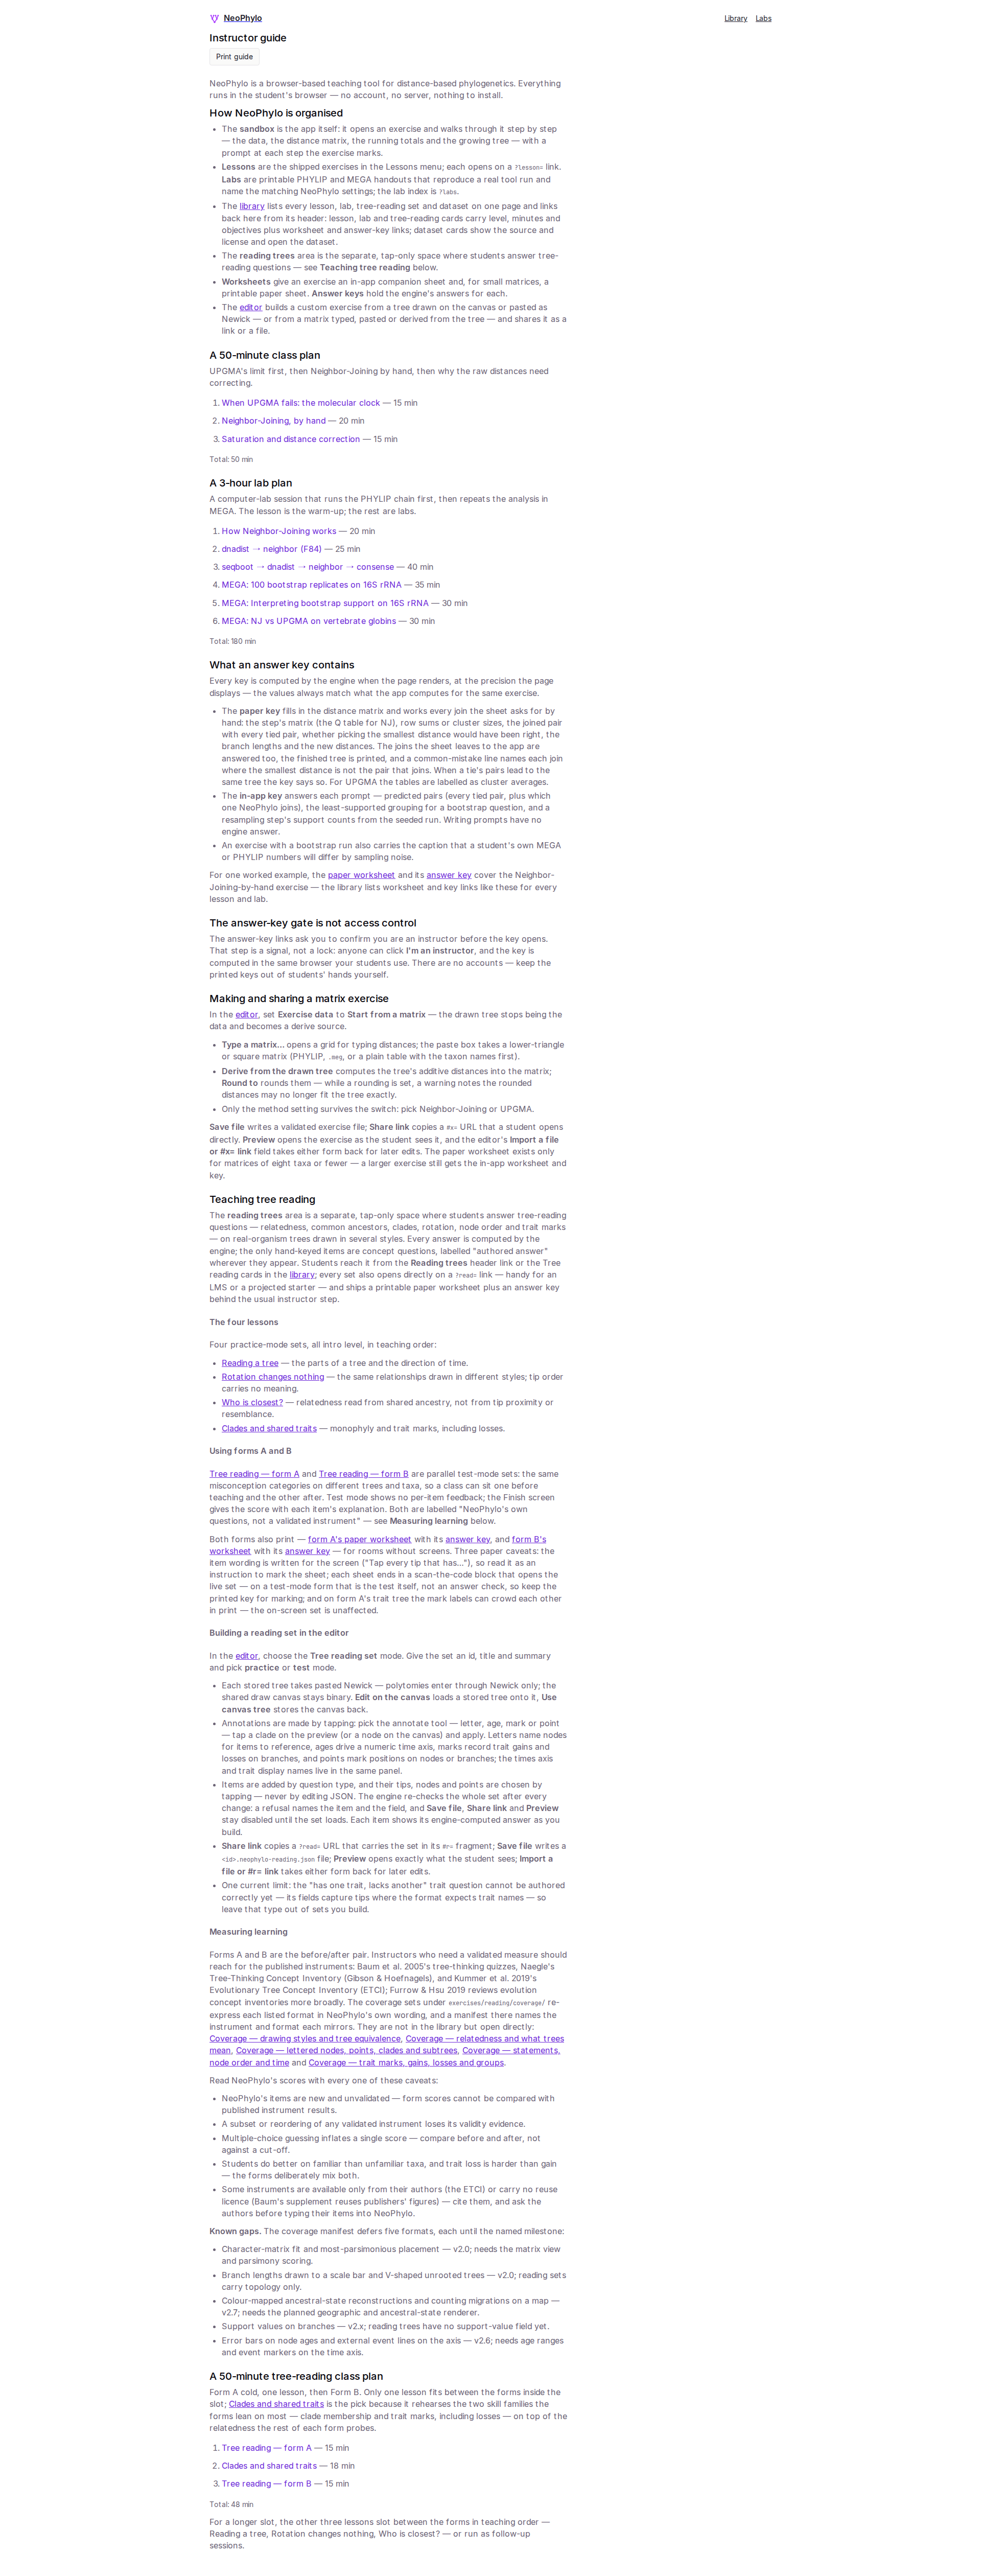 NeoPhylo
Library Labs
Instructor guide
Print guide
NeoPhylo is a browser-based teaching tool for distance-based phylogenetics. Everything
runs in the student's browser — no account, no server, nothing to install.
How NeoPhylo is organised
• The sandbox is the app itself: it opens an exercise and walks through it step by step
— the data, the distance matrix, the running totals and the growing tree — with a
prompt at each step the exercise marks.
• Lessons are the shipped exercises in the Lessons menu; each opens on a ?lesson= link.
Labs are printable PHYLIP and MEGA handouts that reproduce a real tool run and
name the matching NeoPhylo settings; the lab index is ?labs.
• The library lists every lesson, lab, tree-reading set and dataset on one page and links
back here from its header: lesson, lab and tree-reading cards carry level, minutes and
objectives plus worksheet and answer-key links; dataset cards show the source and
license and open the dataset.
• The reading trees area is the separate, tap-only space where students answer tree-
reading questions — see Teaching tree reading below.
• Worksheets give an exercise an in-app companion sheet and, for small matrices, a
printable paper sheet. Answer keys hold the engine's answers for each.
• The editor builds a custom exercise from a tree drawn on the canvas or pasted as
Newick — or from a matrix typed, pasted or derived from the tree — and shares it as a
link or a file.
A 50-minute class plan
UPGMA's limit first, then Neighbor-Joining by hand, then why the raw distances need
correcting.
1. When UPGMA fails: the molecular clock — 15 min
2. Neighbor-Joining, by hand — 20 min
3. Saturation and distance correction — 15 min
Total: 50 min
A 3-hour lab plan
A computer-lab session that runs the PHYLIP chain first, then repeats the analysis in
MEGA. The lesson is the warm-up; the rest are labs.
1. How Neighbor-Joining works — 20 min
2. dnadist → neighbor (F84) — 25 min
3. seqboot → dnadist → neighbor → consense — 40 min
4. MEGA: 100 bootstrap replicates on 16S rRNA — 35 min
5. MEGA: Interpreting bootstrap support on 16S rRNA — 30 min
6. MEGA: NJ vs UPGMA on vertebrate globins — 30 min
Total: 180 min
What an answer key contains
Every key is computed by the engine when the page renders, at the precision the page
displays — the values always match what the app computes for the same exercise.
• The paper key fills in the distance matrix and works every join the sheet asks for by
hand: the step's matrix (the Q table for NJ), row sums or cluster sizes, the joined pair
with every tied pair, whether picking the smallest distance would have been right, the
branch lengths and the new distances. The joins the sheet leaves to the app are
answered too, the finished tree is printed, and a common-mistake line names each join
where the smallest distance is not the pair that joins. When a tie's pairs lead to the
same tree the key says so. For UPGMA the tables are labelled as cluster averages.
• The in-app key answers each prompt — predicted pairs (every tied pair, plus which
one NeoPhylo joins), the least-supported grouping for a bootstrap question, and a
resampling step's support counts from the seeded run. Writing prompts have no
engine answer.
• An exercise with a bootstrap run also carries the caption that a student's own MEGA
or PHYLIP numbers will differ by sampling noise.
For one worked example, the paper worksheet and its answer key cover the Neighbor-
Joining-by-hand exercise — the library lists worksheet and key links like these for every
lesson and lab.
The answer-key gate is not access control
The answer-key links ask you to confirm you are an instructor before the key opens.
That step is a signal, not a lock: anyone can click I'm an instructor, and the key is
computed in the same browser your students use. There are no accounts — keep the
printed keys out of students' hands yourself.
Making and sharing a matrix exercise
In the editor, set Exercise data to Start from a matrix — the drawn tree stops being the
data and becomes a derive source.
• Type a matrix… opens a grid for typing distances; the paste box takes a lower-triangle
or square matrix (PHYLIP, .meg, or a plain table with the taxon names first).
• Derive from the drawn tree computes the tree's additive distances into the matrix;
Round to rounds them — while a rounding is set, a warning notes the rounded
distances may no longer fit the tree exactly.
• Only the method setting survives the switch: pick Neighbor-Joining or UPGMA.
Save file writes a validated exercise file; Share link copies a #x= URL that a student opens
directly. Preview opens the exercise as the student sees it, and the editor's Import a file
or #x= link field takes either form back for later edits. The paper worksheet exists only
for matrices of eight taxa or fewer — a larger exercise still gets the in-app worksheet and
key.
Teaching tree reading
The reading trees area is a separate, tap-only space where students answer tree-reading
questions — relatedness, common ancestors, clades, rotation, node order and trait marks
— on real-organism trees drawn in several styles. Every answer is computed by the
engine; the only hand-keyed items are concept questions, labelled "authored answer"
wherever they appear. Students reach it from the Reading trees header link or the Tree
reading cards in the library; every set also opens directly on a ?read= link — handy for an
LMS or a projected starter — and ships a printable paper worksheet plus an answer key
behind the usual instructor step.
The four lessons
Four practice-mode sets, all intro level, in teaching order:
• Reading a tree — the parts of a tree and the direction of time.
• Rotation changes nothing — the same relationships drawn in different styles; tip order
carries no meaning.
• Who is closest? — relatedness read from shared ancestry, not from tip proximity or
resemblance.
• Clades and shared traits — monophyly and trait marks, including losses.
Using forms A and B
Tree reading — form A and Tree reading — form B are parallel test-mode sets: the same
misconception categories on different trees and taxa, so a class can sit one before
teaching and the other after. Test mode shows no per-item feedback; the Finish screen
gives the score with each item's explanation. Both are labelled "NeoPhylo's own
questions, not a validated instrument" — see Measuring learning below.
Both forms also print — form A's paper worksheet with its answer key, and form B's
worksheet with its answer key — for rooms without screens. Three paper caveats: the
item wording is written for the screen ("Tap every tip that has…"), so read it as an
instruction to mark the sheet; each sheet ends in a scan-the-code block that opens the
live set — on a test-mode form that is the test itself, not an answer check, so keep the
printed key for marking; and on form A's trait tree the mark labels can crowd each other
in print — the on-screen set is unaffected.
Building a reading set in the editor
In the editor, choose the Tree reading set mode. Give the set an id, title and summary
and pick practice or test mode.
• Each stored tree takes pasted Newick — polytomies enter through Newick only; the
shared draw canvas stays binary. Edit on the canvas loads a stored tree onto it, Use
canvas tree stores the canvas back.
• Annotations are made by tapping: pick the annotate tool — letter, age, mark or point
— tap a clade on the preview (or a node on the canvas) and apply. Letters name nodes
for items to reference, ages drive a numeric time axis, marks record trait gains and
losses on branches, and points mark positions on nodes or branches; the times axis
and trait display names live in the same panel.
• Items are added by question type, and their tips, nodes and points are chosen by
tapping — never by editing JSON. The engine re-checks the whole set after every
change: a refusal names the item and the field, and Save file, Share link and Preview
stay disabled until the set loads. Each item shows its engine-computed answer as you
build.
• Share link copies a ?read= URL that carries the set in its #r= fragment; Save file writes a
<id>.neophylo-reading.json file; Preview opens exactly what the student sees; Import a
file or #r= link takes either form back for later edits.
• One current limit: the "has one trait, lacks another" trait question cannot be authored
correctly yet — its fields capture tips where the format expects trait names — so
leave that type out of sets you build.
Measuring learning
Forms A and B are the before/after pair. Instructors who need a validated measure should
reach for the published instruments: Baum et al. 2005's tree-thinking quizzes, Naegle's
Tree-Thinking Concept Inventory (Gibson & Hoefnagels), and Kummer et al. 2019's
Evolutionary Tree Concept Inventory (ETCI); Furrow & Hsu 2019 reviews evolution
concept inventories more broadly. The coverage sets under exercises/reading/coverage/ re-
express each listed format in NeoPhylo's own wording, and a manifest there names the
instrument and format each mirrors. They are not in the library but open directly:
Coverage — drawing styles and tree equivalence, Coverage — relatedness and what trees
mean, Coverage — lettered nodes, points, clades and subtrees, Coverage — statements,
node order and time and Coverage — trait marks, gains, losses and groups.
Read NeoPhylo's scores with every one of these caveats:
• NeoPhylo's items are new and unvalidated — form scores cannot be compared with
published instrument results.
• A subset or reordering of any validated instrument loses its validity evidence.
• Multiple-choice guessing inflates a single score — compare before and after, not
against a cut-off.
• Students do better on familiar than unfamiliar taxa, and trait loss is harder than gain
— the forms deliberately mix both.
• Some instruments are available only from their authors (the ETCI) or carry no reuse
licence (Baum's supplement reuses publishers' figures) — cite them, and ask the
authors before typing their items into NeoPhylo.
Known gaps. The coverage manifest defers five formats, each until the named milestone:
• Character-matrix fit and most-parsimonious placement — v2.0; needs the matrix view
and parsimony scoring.
• Branch lengths drawn to a scale bar and V-shaped unrooted trees — v2.0; reading sets
carry topology only.
• Colour-mapped ancestral-state reconstructions and counting migrations on a map —
v2.7; needs the planned geographic and ancestral-state renderer.
• Support values on branches — v2.x; reading trees have no support-value field yet.
• Error bars on node ages and external event lines on the axis — v2.6; needs age ranges
and event markers on the time axis.
A 50-minute tree-reading class plan
Form A cold, one lesson, then Form B. Only one lesson fits between the forms inside the
slot; Clades and shared traits is the pick because it rehearses the two skill families the
forms lean on most — clade membership and trait marks, including losses — on top of the
relatedness the rest of each form probes.
1. Tree reading — form A — 15 min
2. Clades and shared traits — 18 min
3. Tree reading — form B — 15 min
Total: 48 min
For a longer slot, the other three lessons slot between the forms in teaching order —
Reading a tree, Rotation changes nothing, Who is closest? — or run as follow-up
sessions.